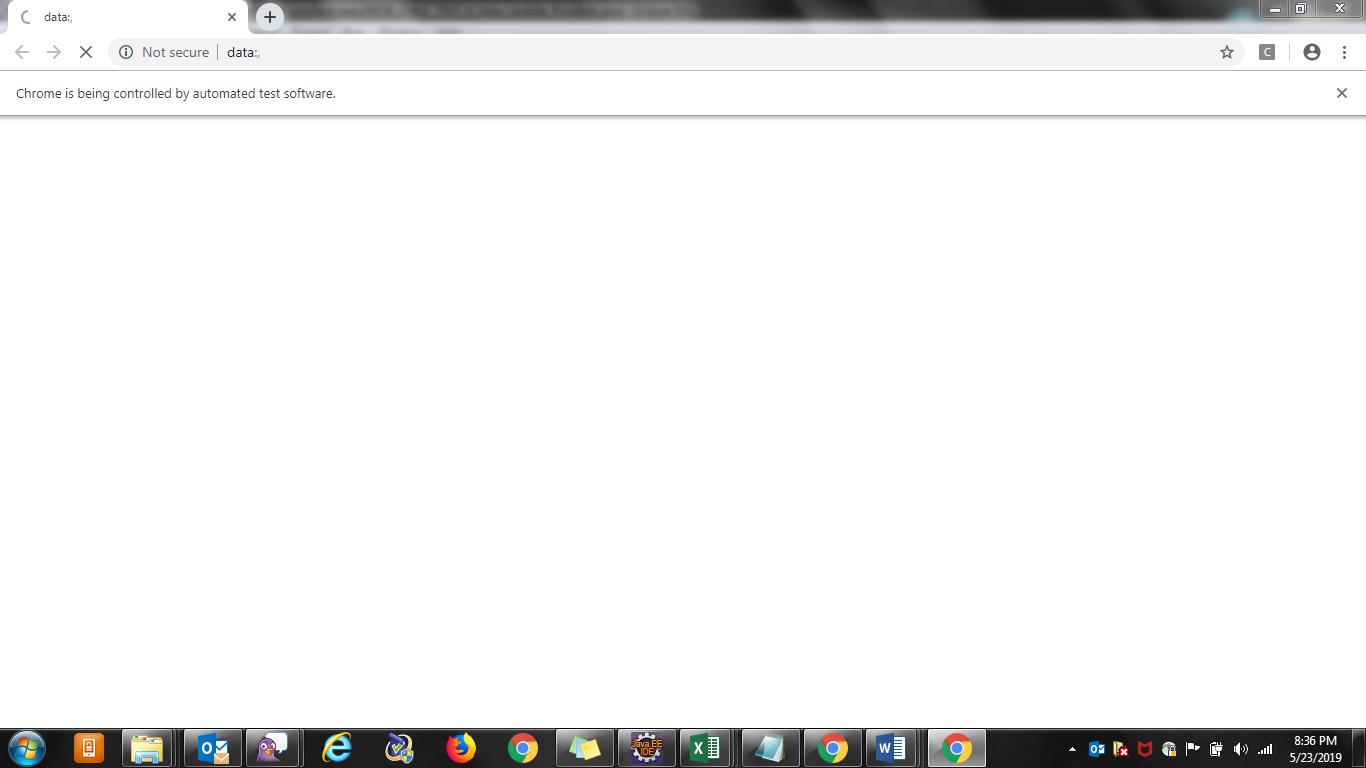 data:,
Not secure data:,
C
Chrome is being controlled by automated test software.
Java EE
IDE
8:36 PM
5/23/2019